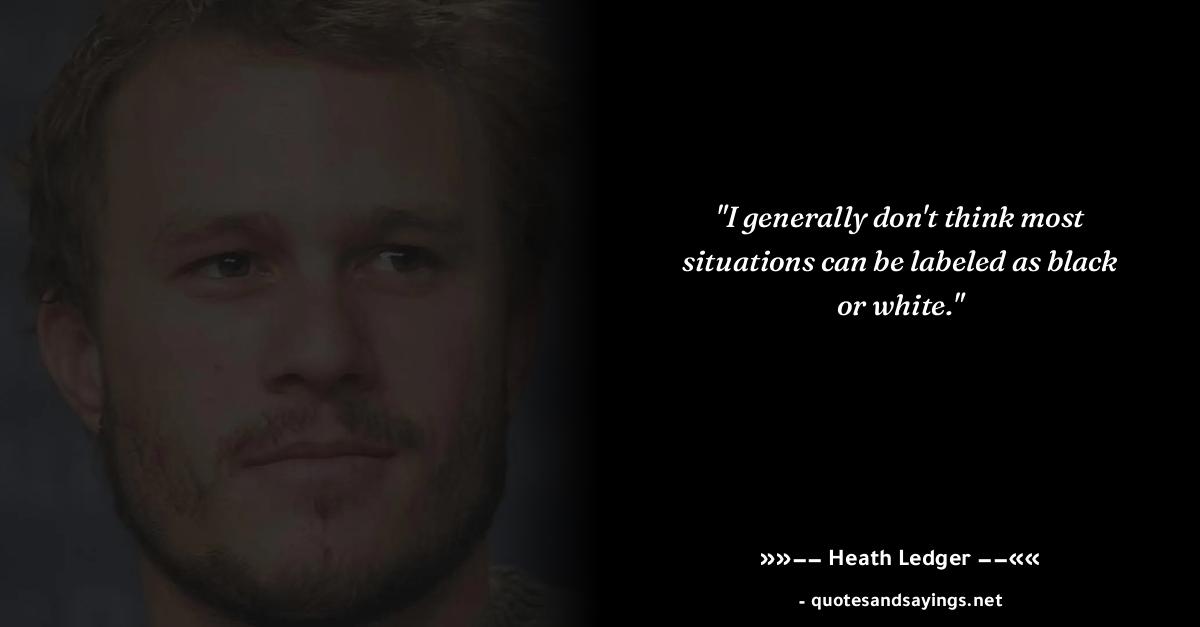 "I generally don't think most
situations can be labeled as black
or white."
»»−− Heath Ledger −−««
- quotesandsayings.net